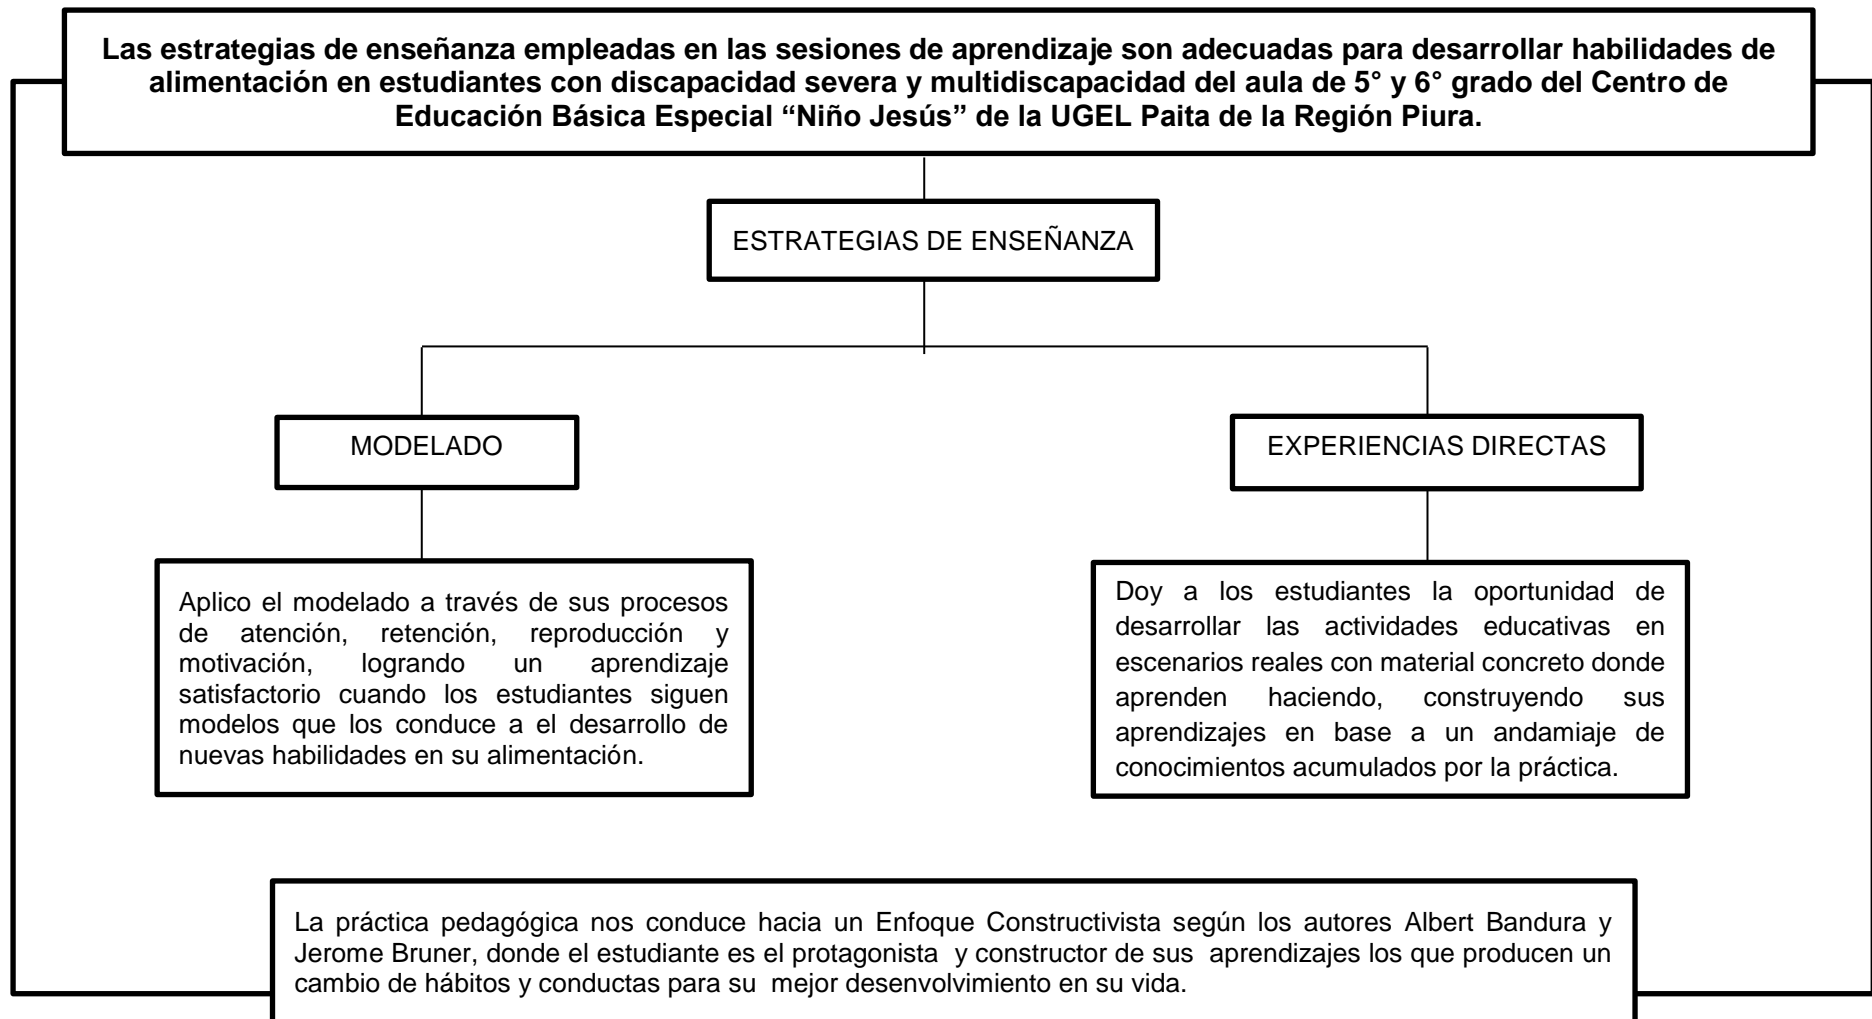 Las estrategias de enseñanza empleadas en las sesiones de aprendizaje son adecuadas para desarrollar habilidades de
alimentación en estudiantes con discapacidad severa y multidiscapacidad del aula de 5° y 6° grado del Centro de
Educación Básica Especial “Niño Jesús” de la UGEL Paita de la Región Piura.
ESTRATEGIAS DE ENSEÑANZA
MODELADO
Aplico el modelado a través de sus procesos
de atención, retención, reproducción y
motivación, logrando un aprendizaje
satisfactorio cuando los estudiantes siguen
modelos que los conduce a el desarrollo de
nuevas habilidades en su alimentación.
EXPERIENCIAS DIRECTAS
Doy a los estudiantes la oportunidad de
desarrollar las actividades educativas en
escenarios reales con material concreto donde
aprenden haciendo, construyendo sus
aprendizajes en base a un andamiaje de
conocimientos acumulados por la práctica.
La práctica pedagógica nos conduce hacia un Enfoque Constructivista según los autores Albert Bandura y
Jerome Bruner, donde el estudiante es el protagonista y constructor de sus aprendizajes los que producen un
cambio de hábitos y conductas para su mejor desenvolvimiento en su vida.